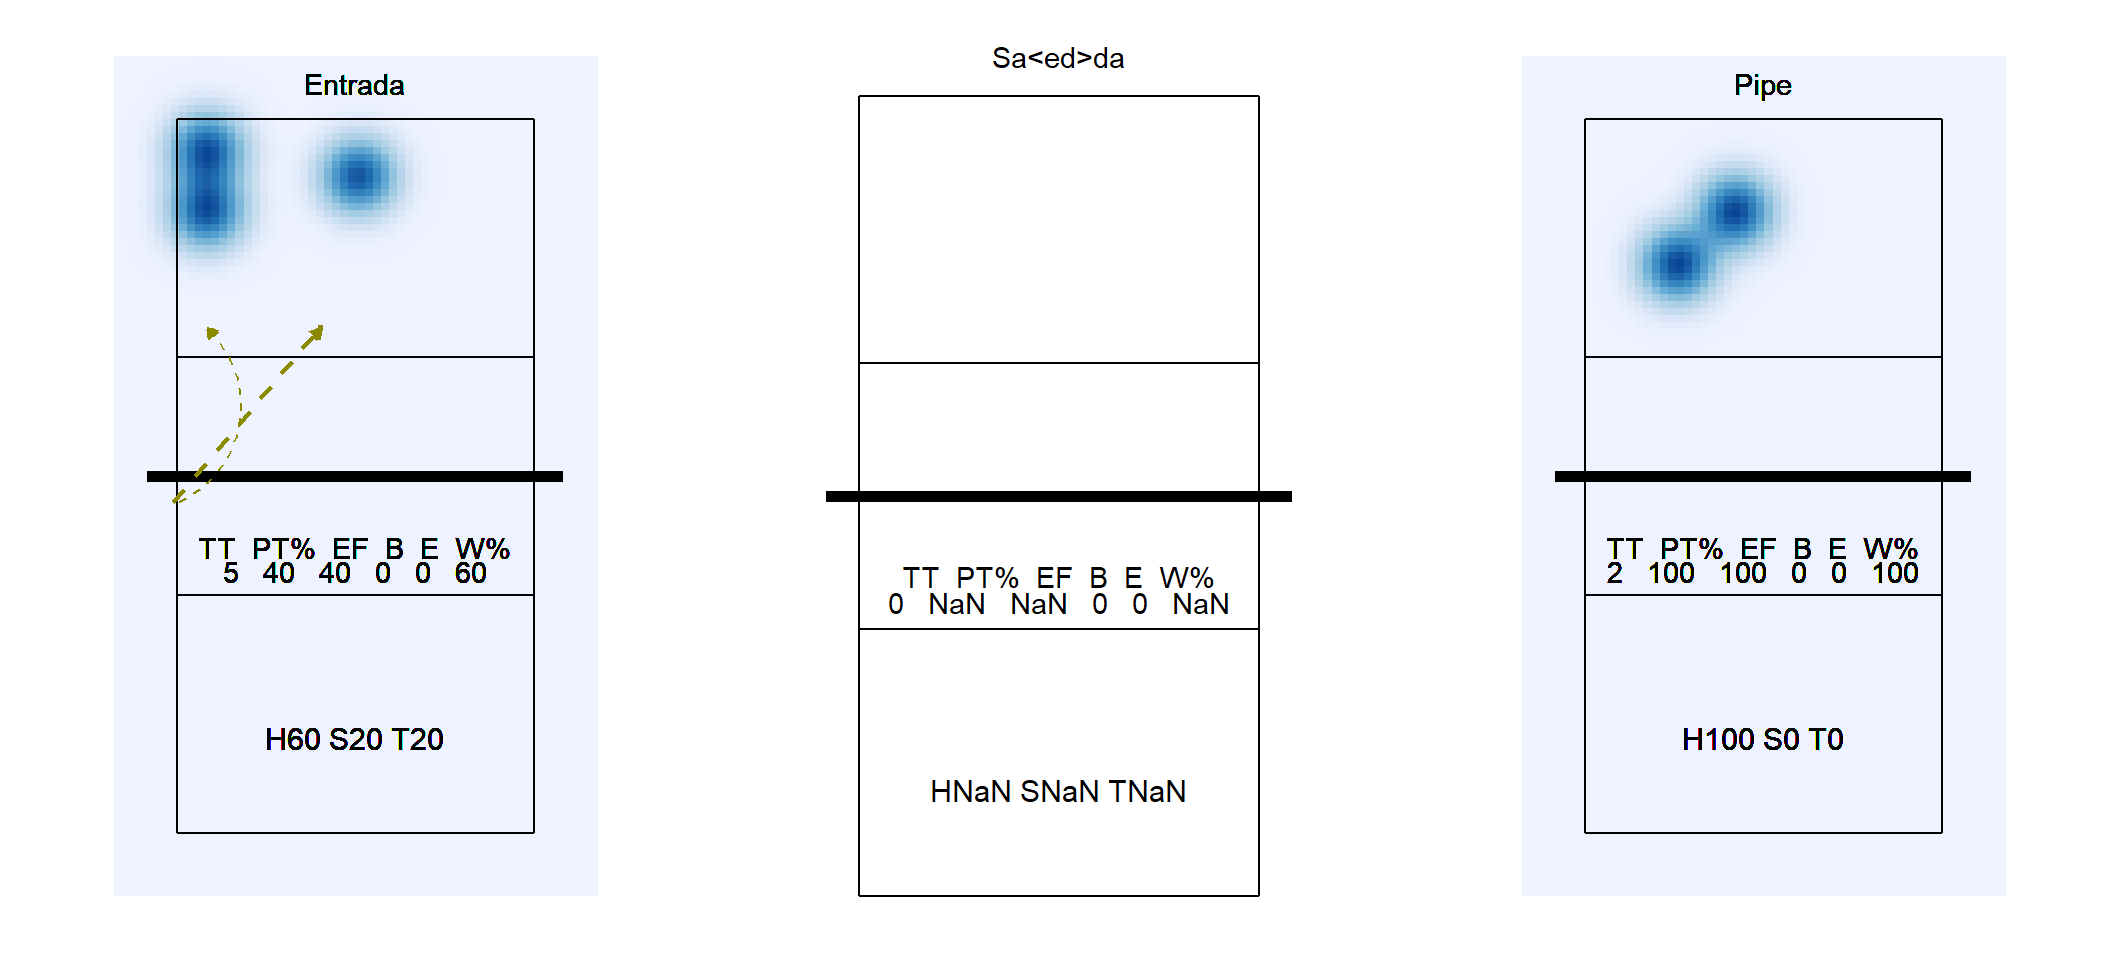 Entrada
TT PT% EF B E W%
5 40 40 0 0 60
H60 S20 T20
Sa<ed>da
TT PT% EF B E W%
0 NaN NaN 0 0 NaN
HNaN SNaN TNaN
Pipe
TT PT% EF B E W%
2 100 100 0 0 100
H100 S0 T0